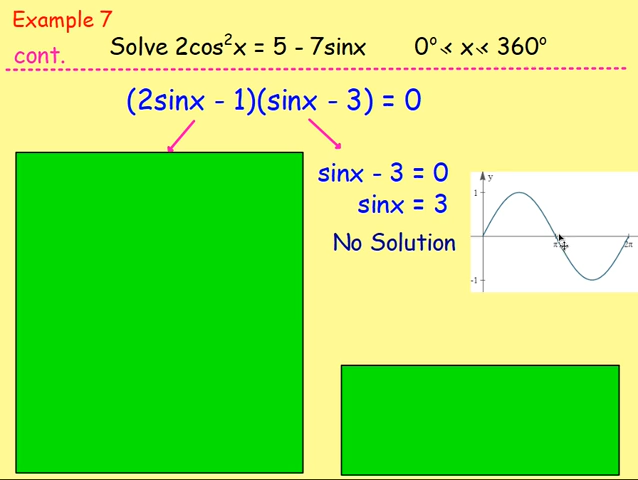 Example 7
cont. Solve 2cos²x = 5 - 7sinx 0° ≤ x ≤ 360°
(2sinx - 1)(sinx - 3) = 0
sinx - 3 = 0
sinx = 3
No Solution
y
1
π 2π
-1